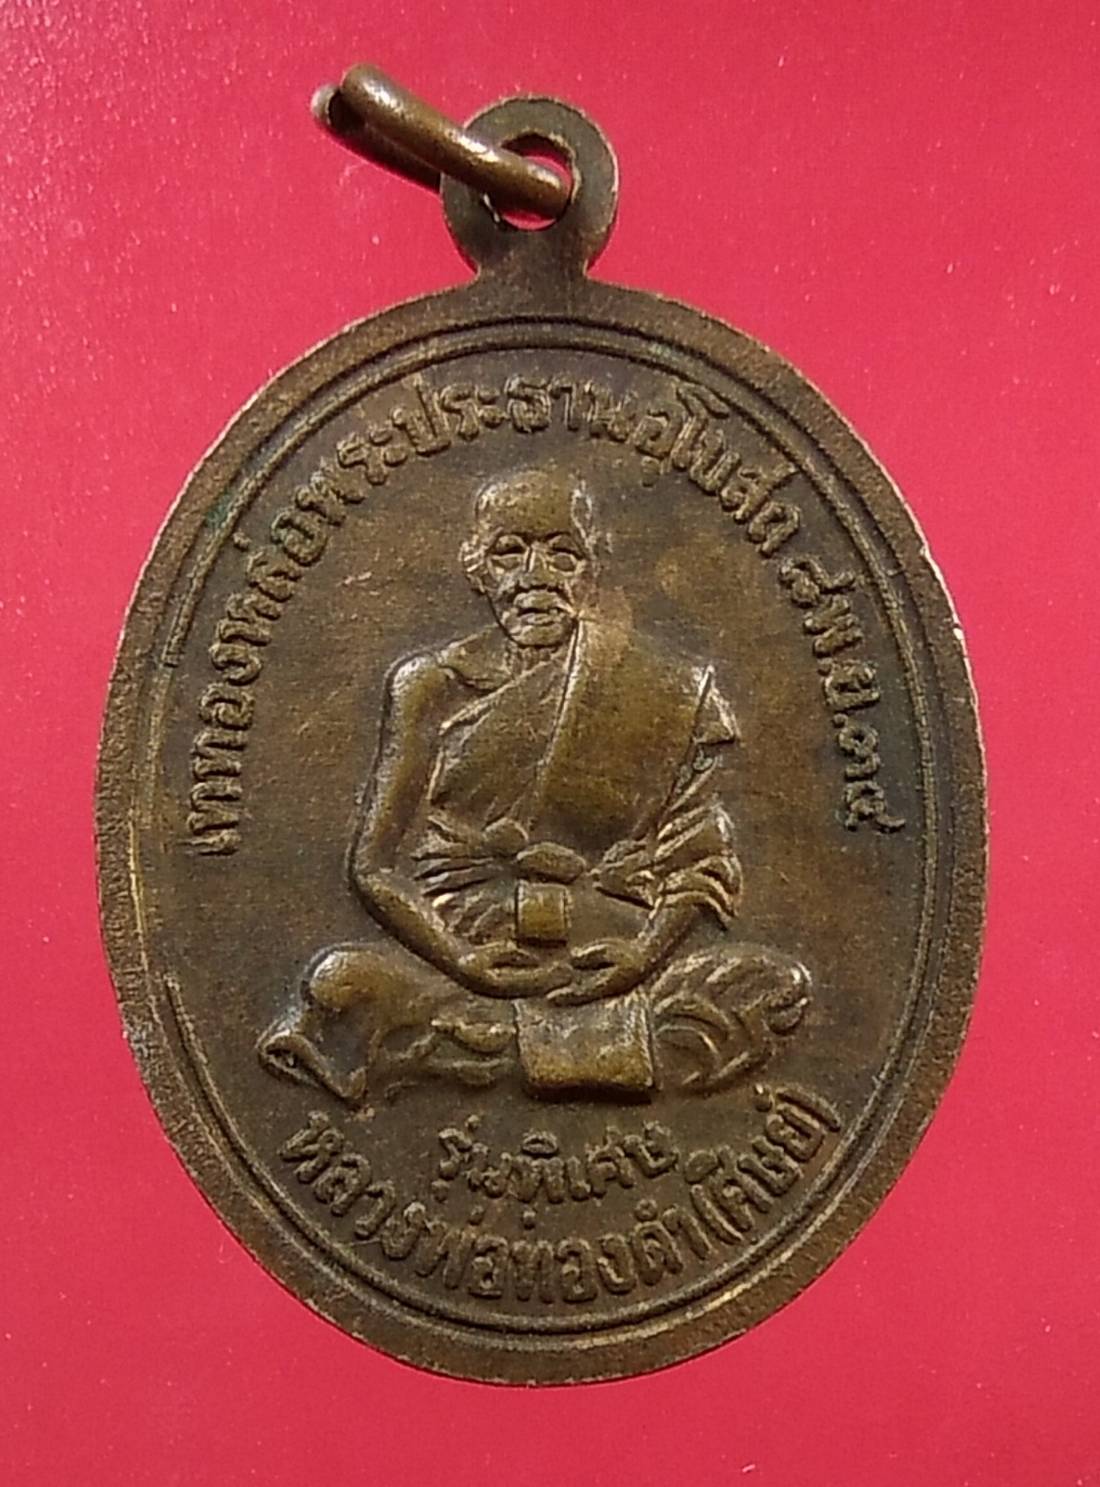 เททองหล่อพระประธานอุโบสถ ๘ พ.ย. ๓๕
รุ่นพิเศษ
หลวงพ่อทองดำ(ศิษย์)